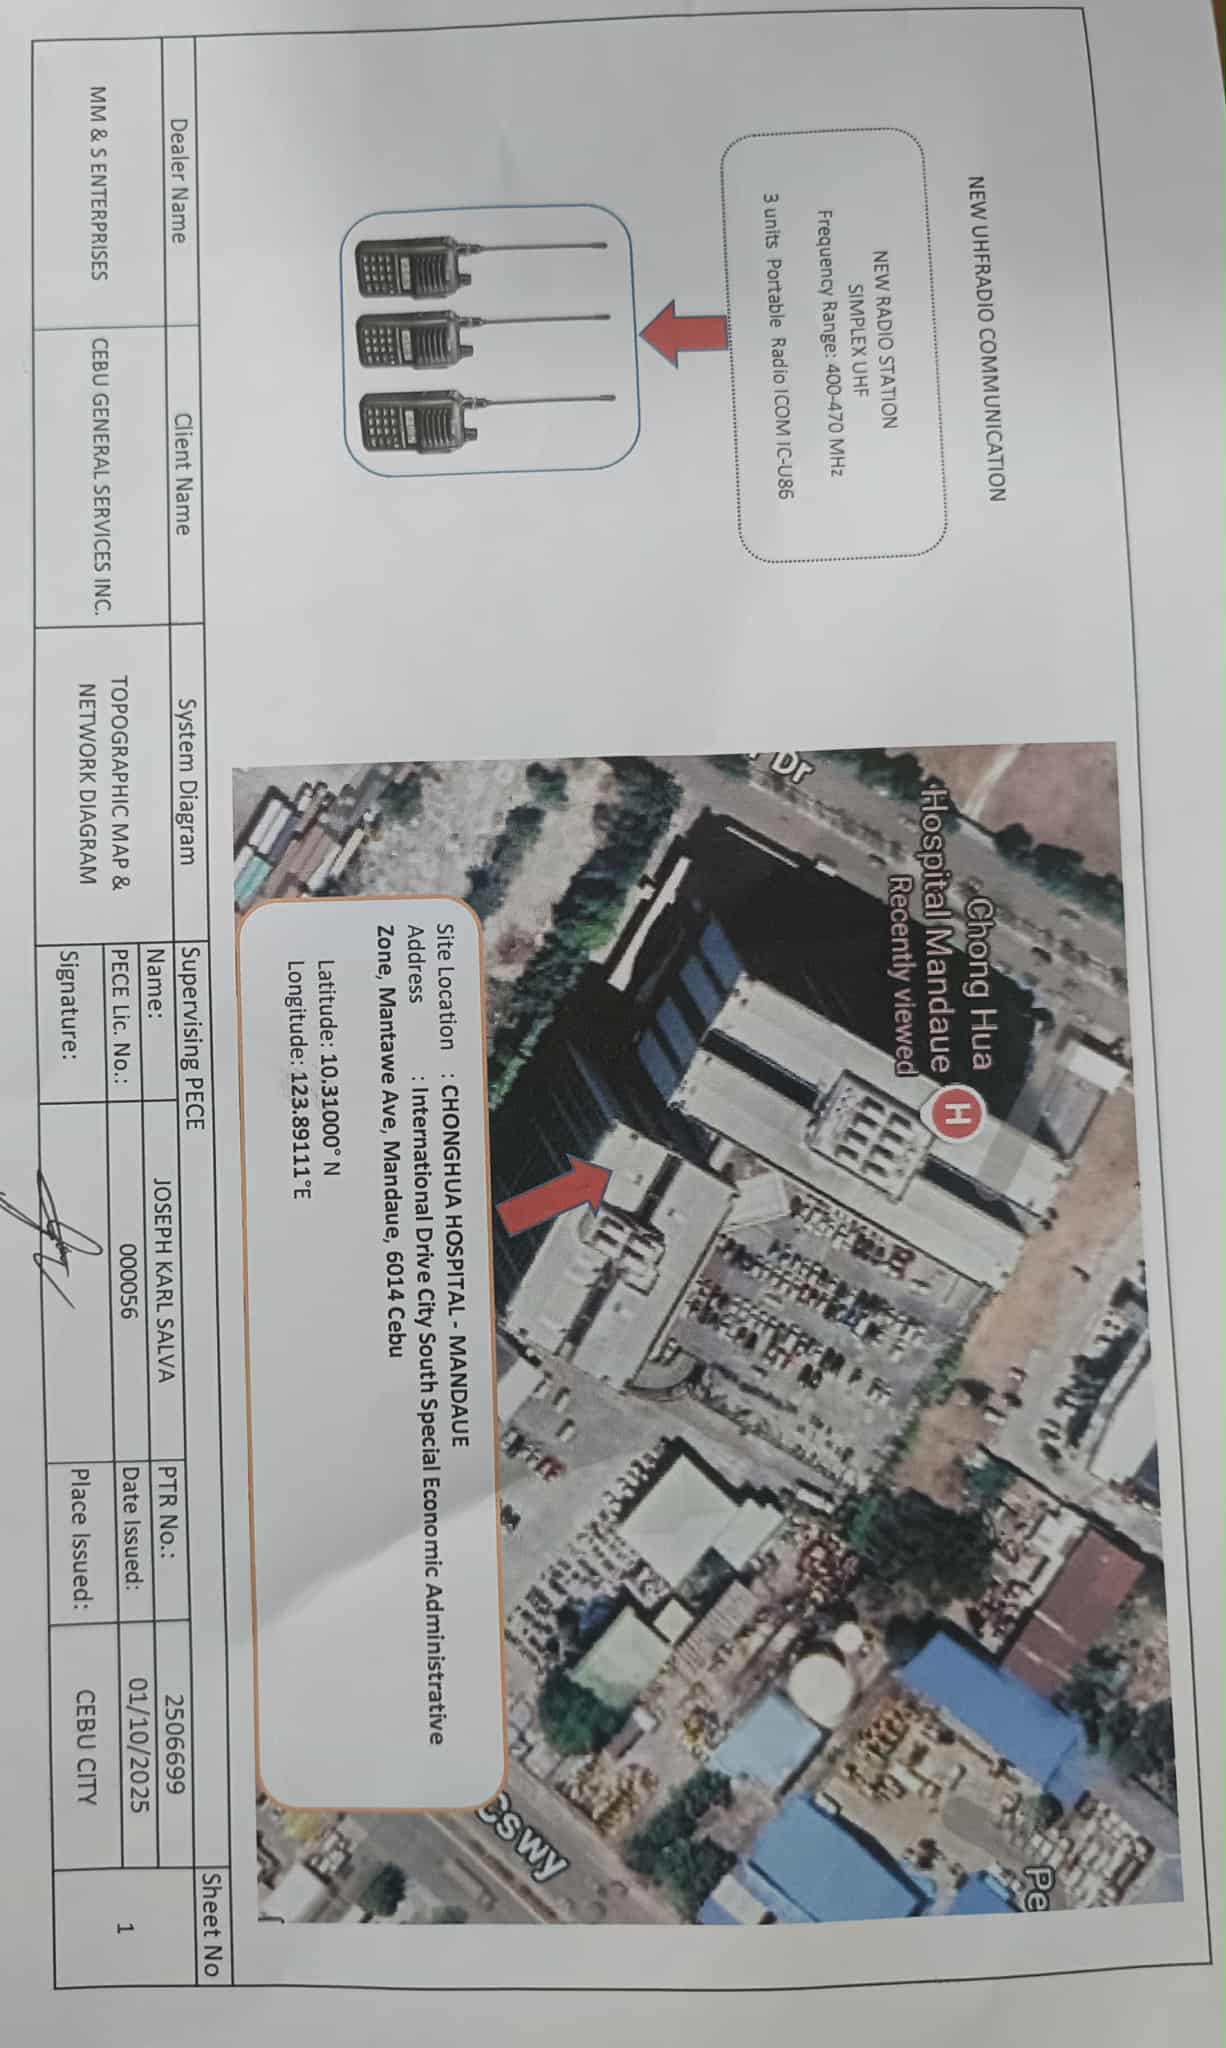 NEW UHFRADIO COMMUNICATION
NEW RADIO STATION
SIMPLEX UHF
Frequency Range: 400-470 MHz
3 units Portable Radio ICOM IC-U86
Dr
Chong Hua
Hospital Mandaue
Recently viewed
H
Pe
cswy
Site Location : CHONGHUA HOSPITAL - MANDAUE
Address : International Drive City South Special Economic Administrative
Zone, Mantawe Ave, Mandaue, 6014 Cebu
Latitude: 10.31000° N
Longitude: 123.89111°E
Dealer Name
MM & S ENTERPRISES
Client Name
CEBU GENERAL SERVICES INC.
System Diagram
TOPOGRAPHIC MAP &
NETWORK DIAGRAM
Supervising PECE
Name: JOSEPH KARL SALVA PTR No.: 2506699
PECE Lic. No.: 000056 Date Issued: 01/10/2025
Signature: Place Issued: CEBU CITY
Sheet No
1